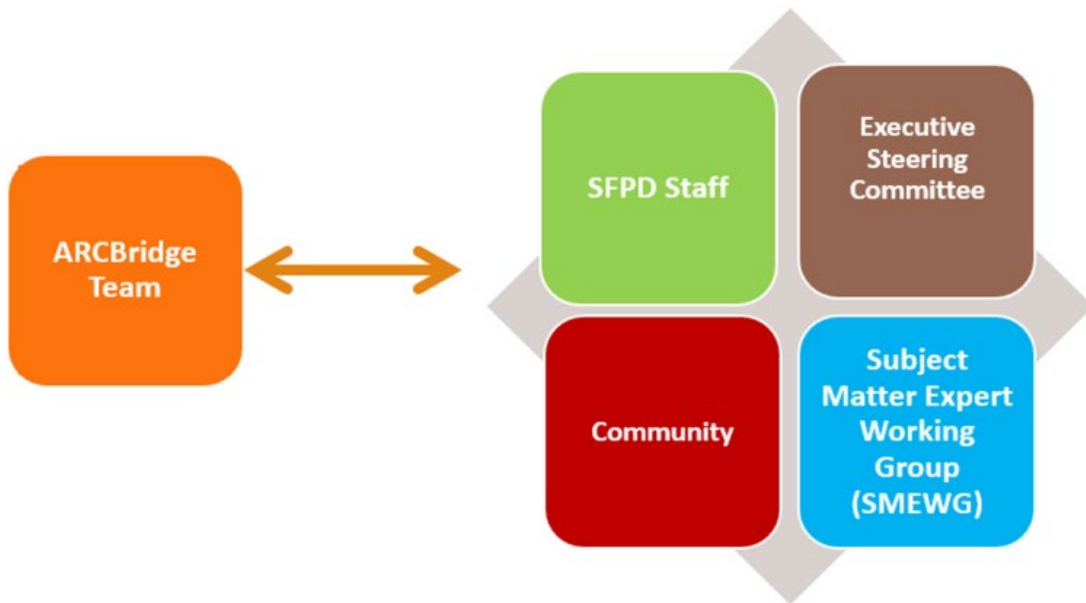 ARCBridge
Team
SFPD Staff
Executive
Steering
Committee
Community
Subject
Matter Expert
Working
Group
(SMEWG)